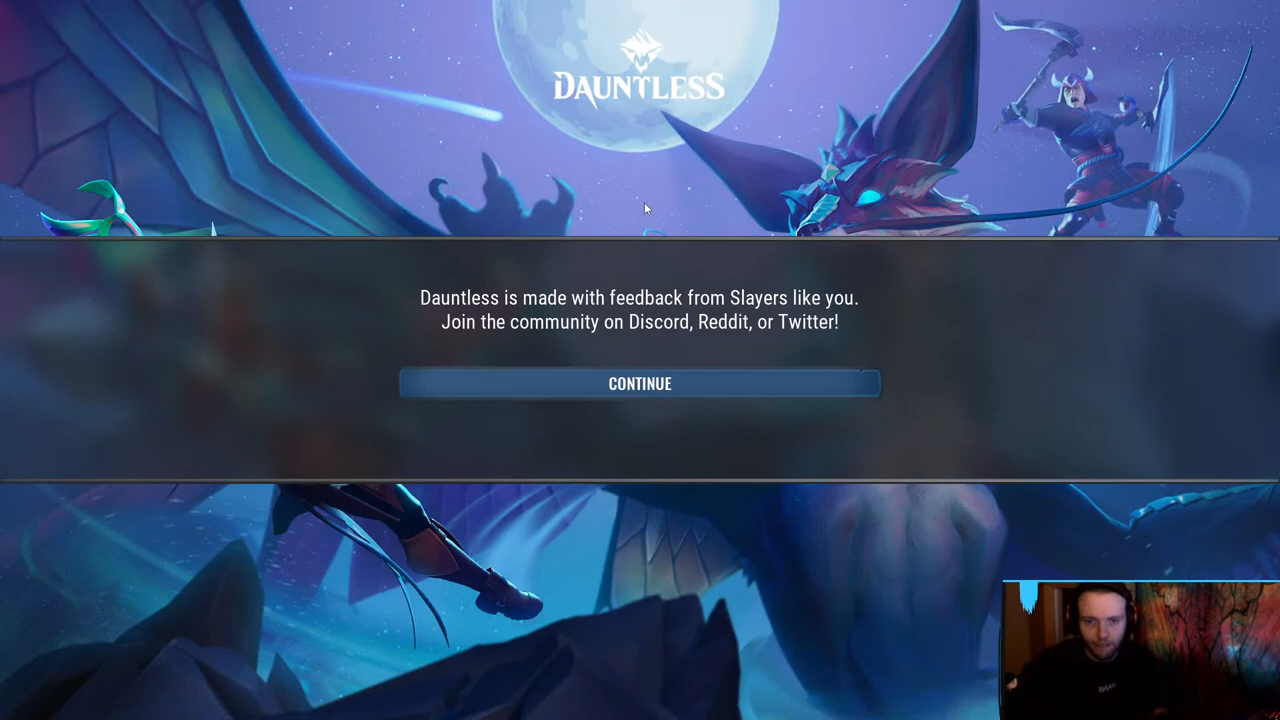 DAUNTLESS
Dauntless is made with feedback from Slayers like you.
Join the community on Discord, Reddit, or Twitter!
CONTINUE